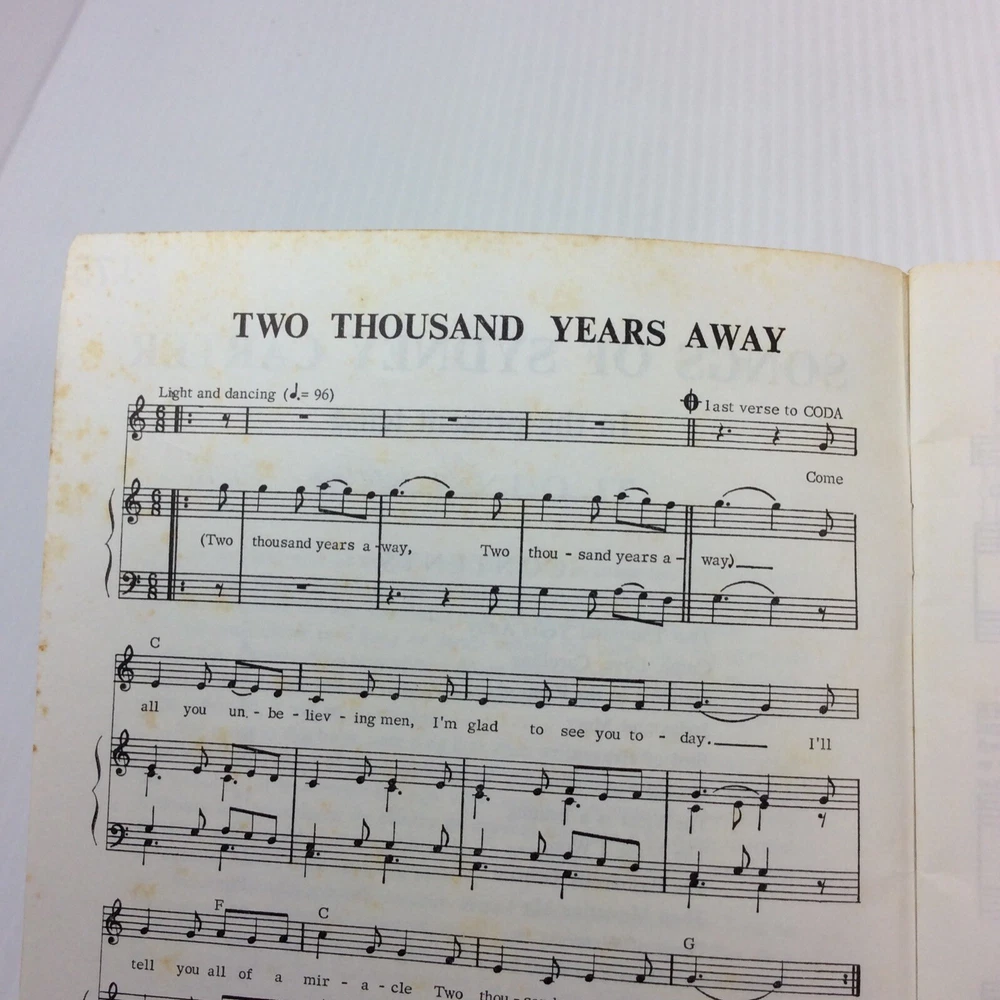 TWO THOUSAND YEARS AWAY
Light and dancing (♩.= 96)
last verse to CODA
Come
(Two thousand years a-way, Two thou - sand years a - way)
C
all you un - be - liev - ing men, I'm glad to see you to - day. I'll
F C G
tell you all of a mir - a - cle Two